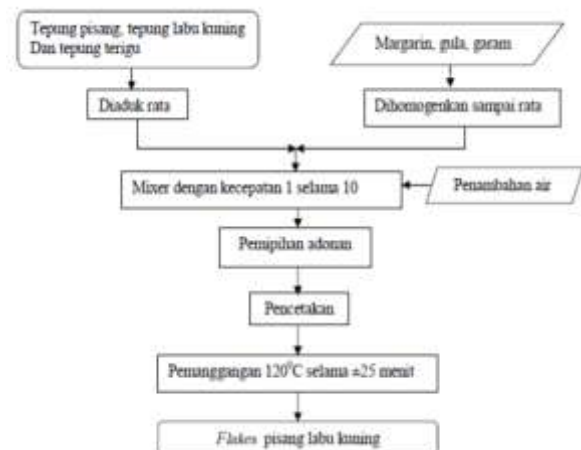 Tepung pisang, tepung labu kuning
Dan tepung terigu
Margarin, gula, garam
Diaduk rata
Dihomogenkan sampai rata
Mixer dengan kecepatan 1 selama 10
Penambahan air
Pemipihan adonan
Pencetakan
Pemanggangan 120⁰C selama ±25 menit
Flakes pisang labu kuning